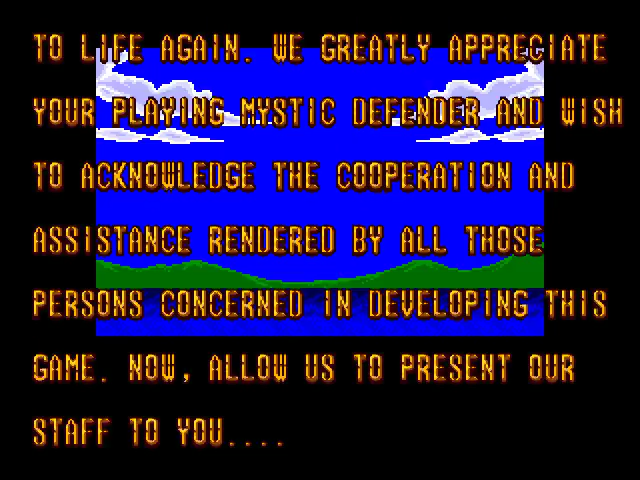 TO LIFE AGAIN. WE GREATLY APPRECIATE
YOUR PLAYING MYSTIC DEFENDER AND WISH
TO ACKNOWLEDGE THE COOPERATION AND
ASSISTANCE RENDERED BY ALL THOSE
PERSONS CONCERNED IN DEVELOPING THIS
GAME. NOW, ALLOW US TO PRESENT OUR
STAFF TO YOU....